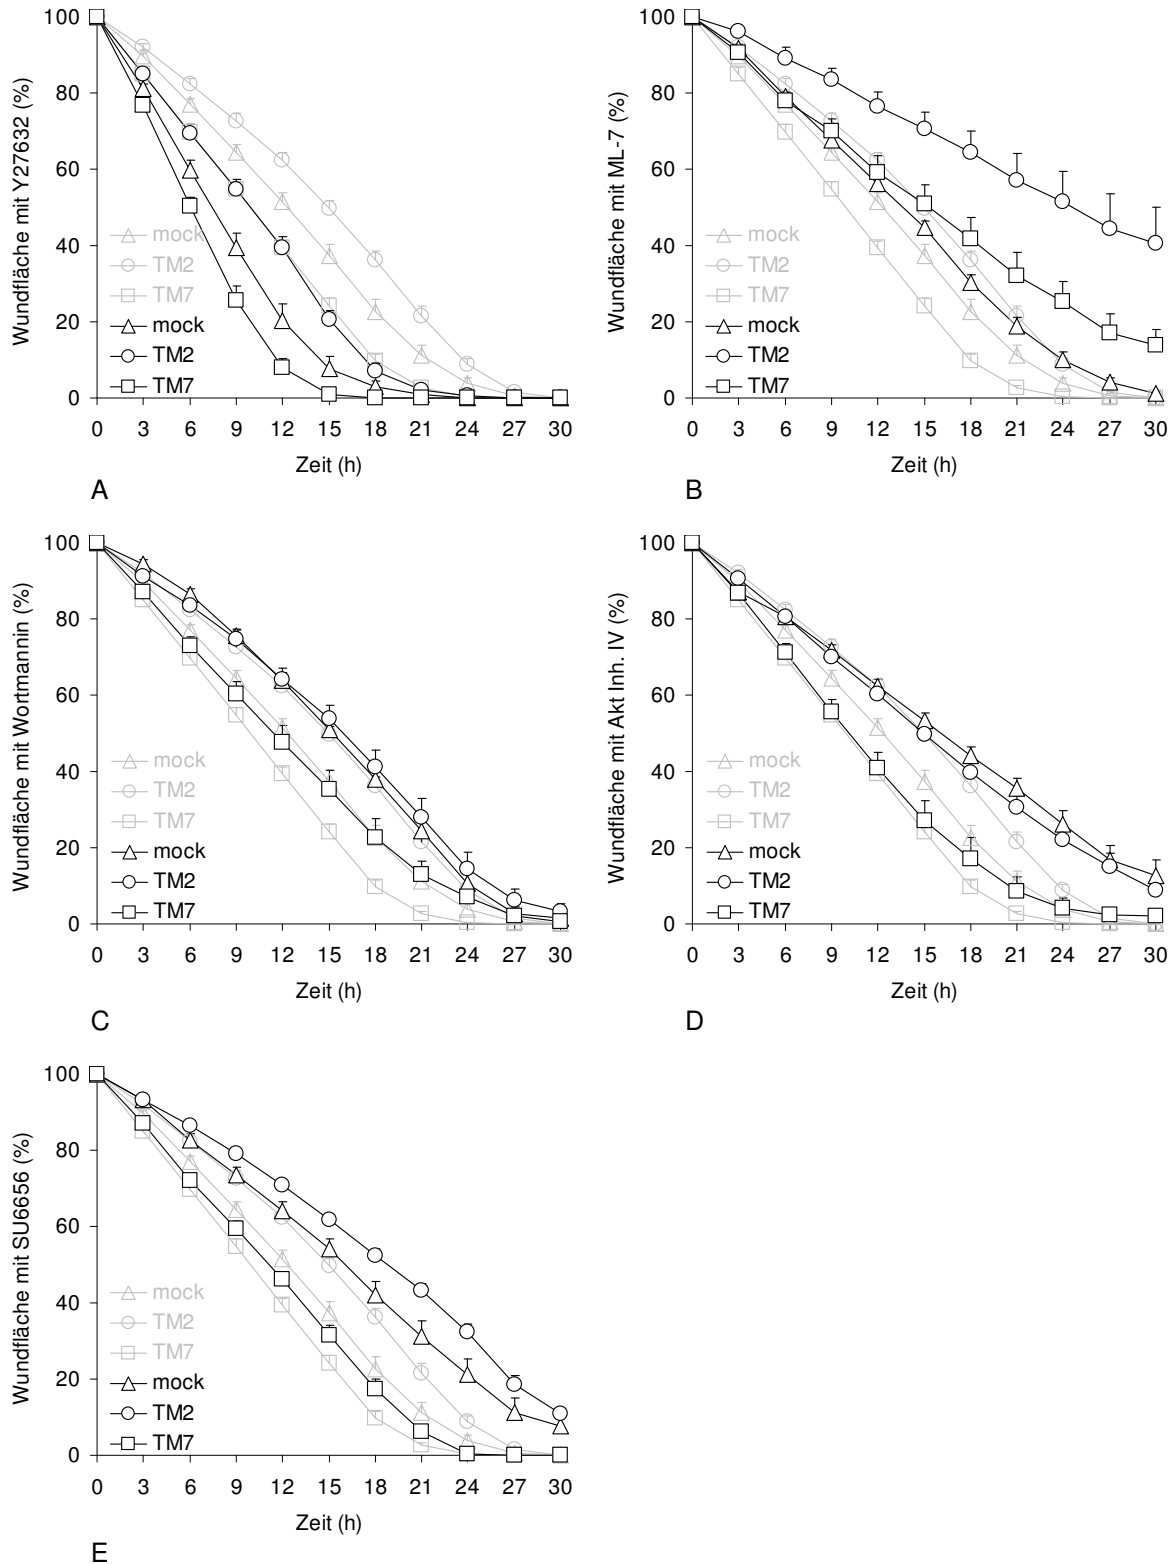 Wundfläche mit Y27632 (%)
100
80
60
40
20
0
mock
TM2
TM7
mock
TM2
TM7
0 3 6 9 12 15 18 21 24 27 30
Zeit (h)
A
Wundfläche mit ML-7 (%)
100
80
60
40
20
0
mock
TM2
TM7
mock
TM2
TM7
0 3 6 9 12 15 18 21 24 27 30
Zeit (h)
B
Wundfläche mit Wortmannin (%)
100
80
60
40
20
0
mock
TM2
TM7
mock
TM2
TM7
0 3 6 9 12 15 18 21 24 27 30
Zeit (h)
C
Wundfläche mit Akt Inh. IV (%)
100
80
60
40
20
0
mock
TM2
TM7
mock
TM2
TM7
0 3 6 9 12 15 18 21 24 27 30
Zeit (h)
D
Wundfläche mit SU6656 (%)
100
80
60
40
20
0
mock
TM2
TM7
mock
TM2
TM7
0 3 6 9 12 15 18 21 24 27 30
Zeit (h)
E